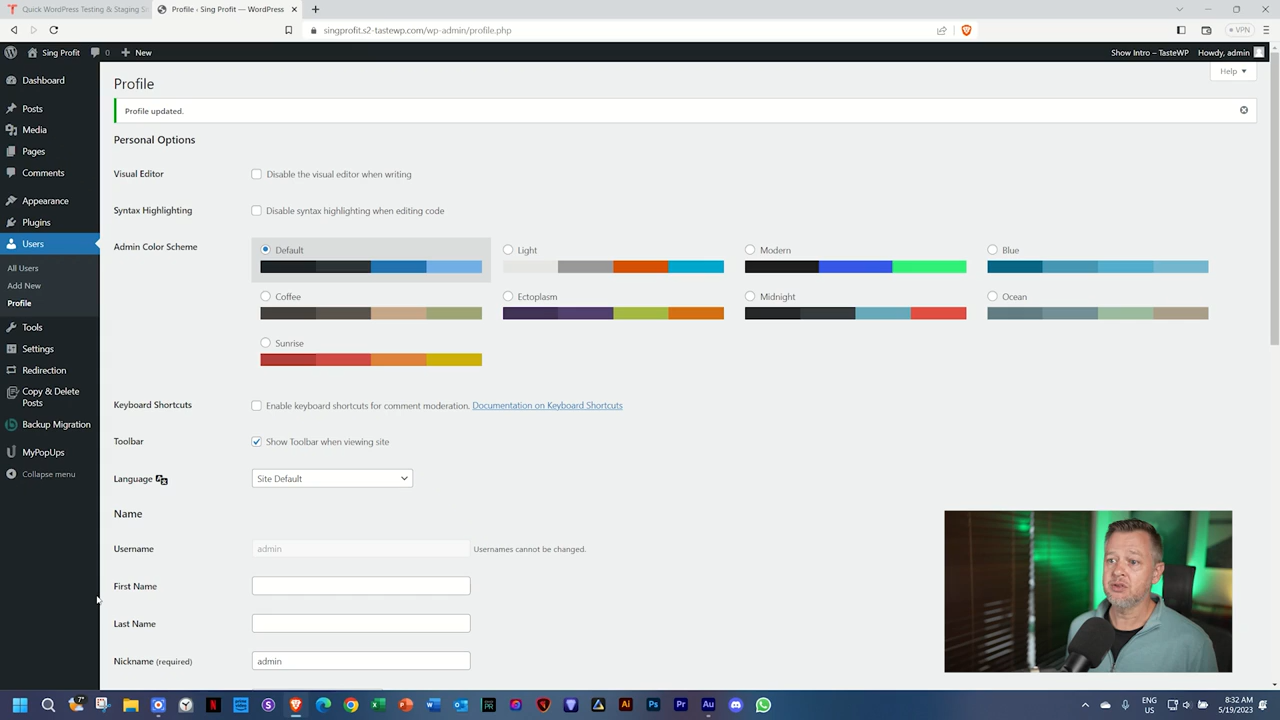 Quick WordPress Testing & Staging S
Profile ‹ Sing Profit — WordPress
singprofit.s2-tastewp.com/wp-admin/profile.php
VPN
Sing Profit
0
New
Show Intro – TasteWP
Howdy, admin
Dashboard
Posts
Media
Pages
Comments
Appearance
Plugins
Users
All Users
Add New
Profile
Tools
Settings
Redirection
Copy & Delete
Posts
Backup Migration
MyPopUps
Collapse menu
Help
Profile
Profile updated.
Personal Options
Visual Editor
Disable the visual editor when writing
Syntax Highlighting
Disable syntax highlighting when editing code
Admin Color Scheme
Default
Light
Modern
Blue
Coffee
Ectoplasm
Midnight
Ocean
Sunrise
Keyboard Shortcuts
Enable keyboard shortcuts for comment moderation. Documentation on Keyboard Shortcuts
Toolbar
Show Toolbar when viewing site
Language
Site Default
Name
Username
admin
Usernames cannot be changed.
First Name
Last Name
Nickname (required)
admin
7°
ENG
US
8:32 AM
5/19/2023